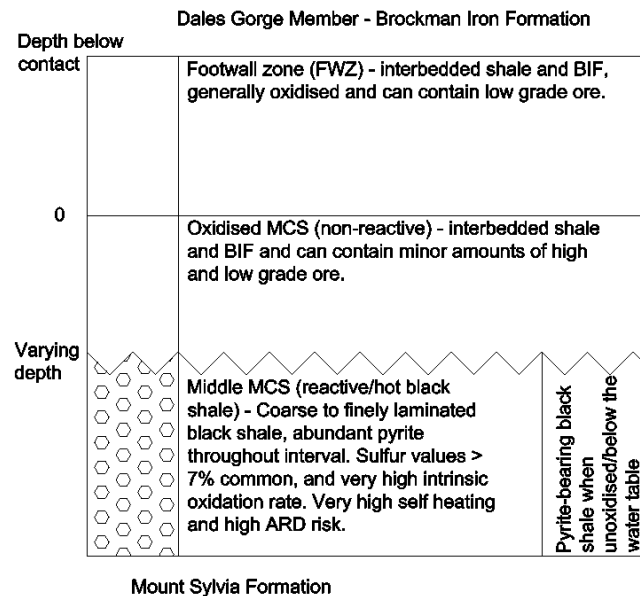 Dales Gorge Member - Brockman Iron Formation
Depth below
contact
Footwall zone (FWZ) - interbedded shale and BIF,
generally oxidised and can contain low grade ore.
0
Oxidised MCS (non-reactive) - interbedded shale
and BIF and can contain minor amounts of high
and low grade ore.
Varying
depth
Middle MCS (reactive/hot black
shale) - Coarse to finely laminated
black shale, abundant pyrite
throughout interval. Sulfur values >
7% common, and very high intrinsic
oxidation rate. Very high self heating
and high ARD risk.
Pyrite-bearing black
shale when
unoxidised/below the
water table
Mount Sylvia Formation